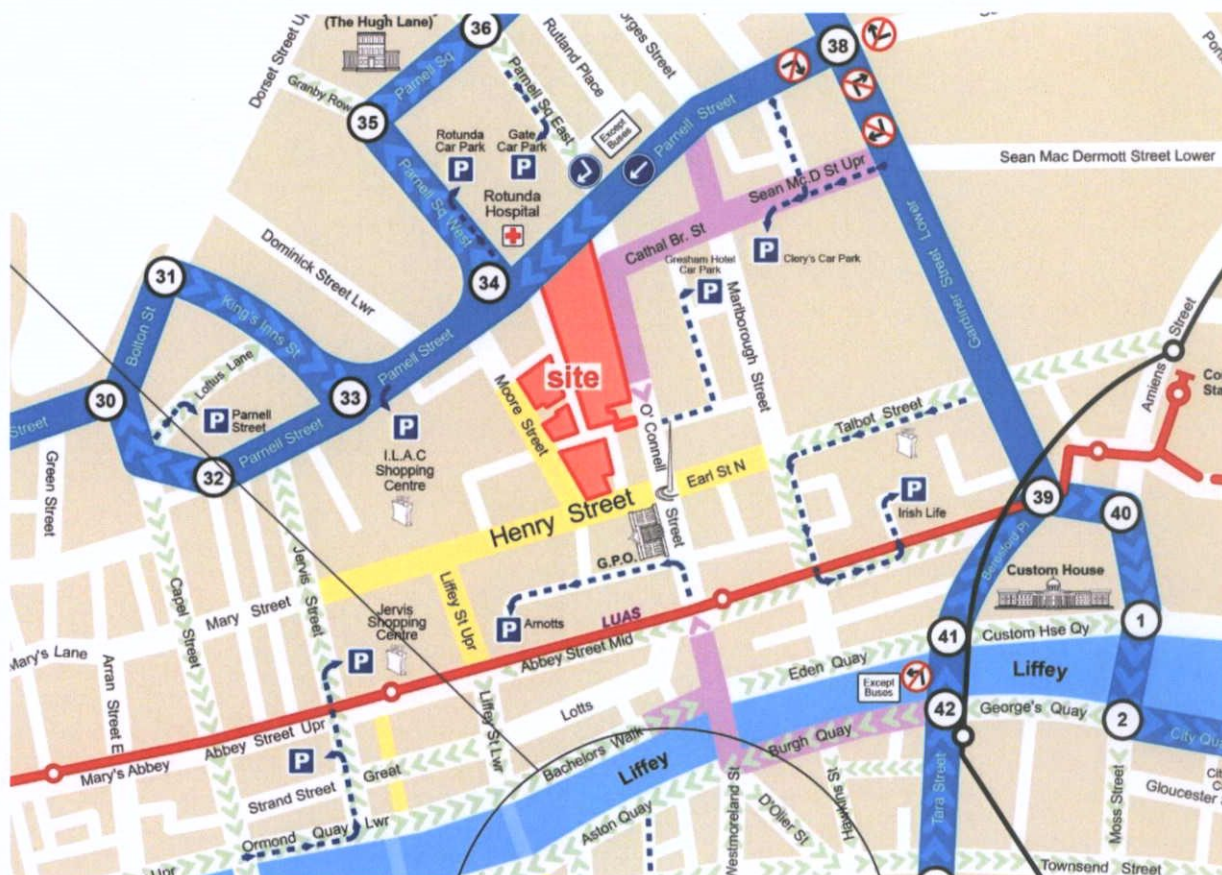 (The Hugh Lane)
36
Dorset Street Up
Rutland Place
orges Street
38
Granby Row
Parnell Sq
Parnell Sq East
35
Rotunda
Car Park
P
Gate
Car Park
P
Except
Buses
Parnell Street
Sean Mac Dermott Street Lower
Parnell Sq West
Rotunda
Hospital
Sean Mc.D St Upr
Cathal Br. St
P
Clery's Car Park
Gresham Hotel
Car Park
P
Dominick Street Lwr
34
31
King's Inns St
Bolton St
Gardiner Street Lower
Marlborough Street
Street
Amiens
Parnell Street
Loftus Lane
33
30
Street
P
Parnell
Street
Parnell Street
P
I.L.A.C
Shopping
Centre
Moore Street
site
O' Connell
Street
Talbot Street
Cou
Sta
32
Green Street
Earl St N
Henry Street
P
Irish Life
39
40
G.P.O.
Beresford Pl
Custom House
Capel Street
Jervis Street
Mary Street
Jervis
Shopping
Centre
P
Liffey St Upr
P
Arnotts
LUAS
Abbey Street Mid
41
Custom Hse Qy
1
Mary's Lane
Arran Street E
Eden Quay
Except
Buses
Liffey
42
George's Quay
2
City Qua
Abbey Street Upr
Mary's Abbey
P
Liffey St Lwr
Lotts
Great
Strand Street
Bachelors Walk
Liffey
Burgh Quay
Ormond Quay Lwr
Upr
Aston Quay
Westmoreland St
D'Olier St
Hawkins St
Tara Street
Moss Street
Gloucester
Townsend Street